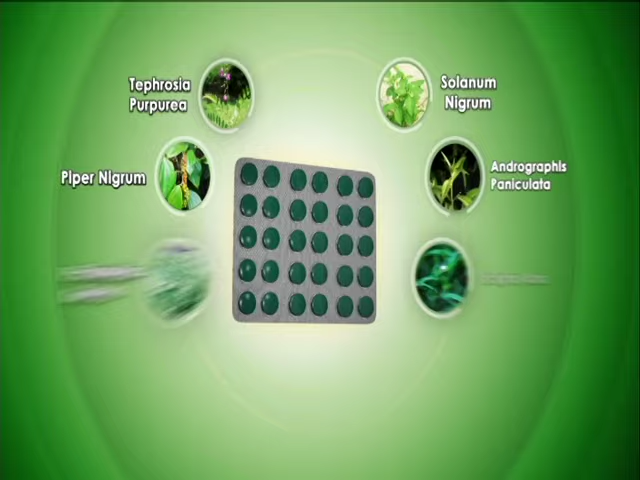 Tephrosia
Purpurea
Solanum
Nigrum
Piper Nigrum
Andrographis
Paniculata